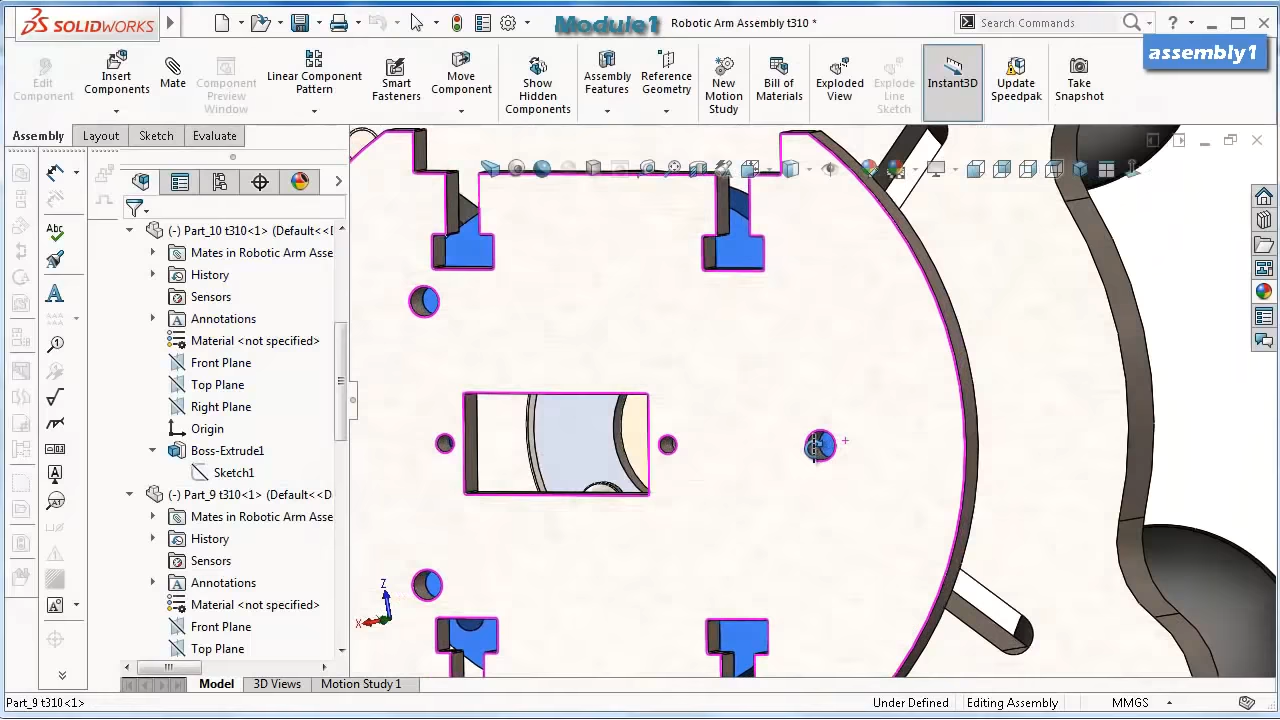 SOLIDWORKS
Module1
Robotic Arm Assembly t310 *
Search Commands
?
assembly1
Edit Component
Insert Components
Mate
Component Preview Window
Linear Component Pattern
Smart Fasteners
Move Component
Show Hidden Components
Assembly Features
Reference Geometry
New Motion Study
Bill of Materials
Exploded View
Explode Line Sketch
Instant3D
Update Speedpak
Take Snapshot
Assembly
Layout
Sketch
Evaluate
(-) Part_10 t310<1> (Default<<D
Mates in Robotic Arm Asse
History
Sensors
Annotations
Material <not specified>
Front Plane
Top Plane
Right Plane
Origin
Boss-Extrude1
Sketch1
(-) Part_9 t310<1> (Default<<D
Mates in Robotic Arm Asse
History
Sensors
Annotations
Material <not specified>
Front Plane
Top Plane
Abc
A
Z
X
Model
3D Views
Motion Study 1
Part_9 t310<1>
Under Defined
Editing Assembly
MMGS